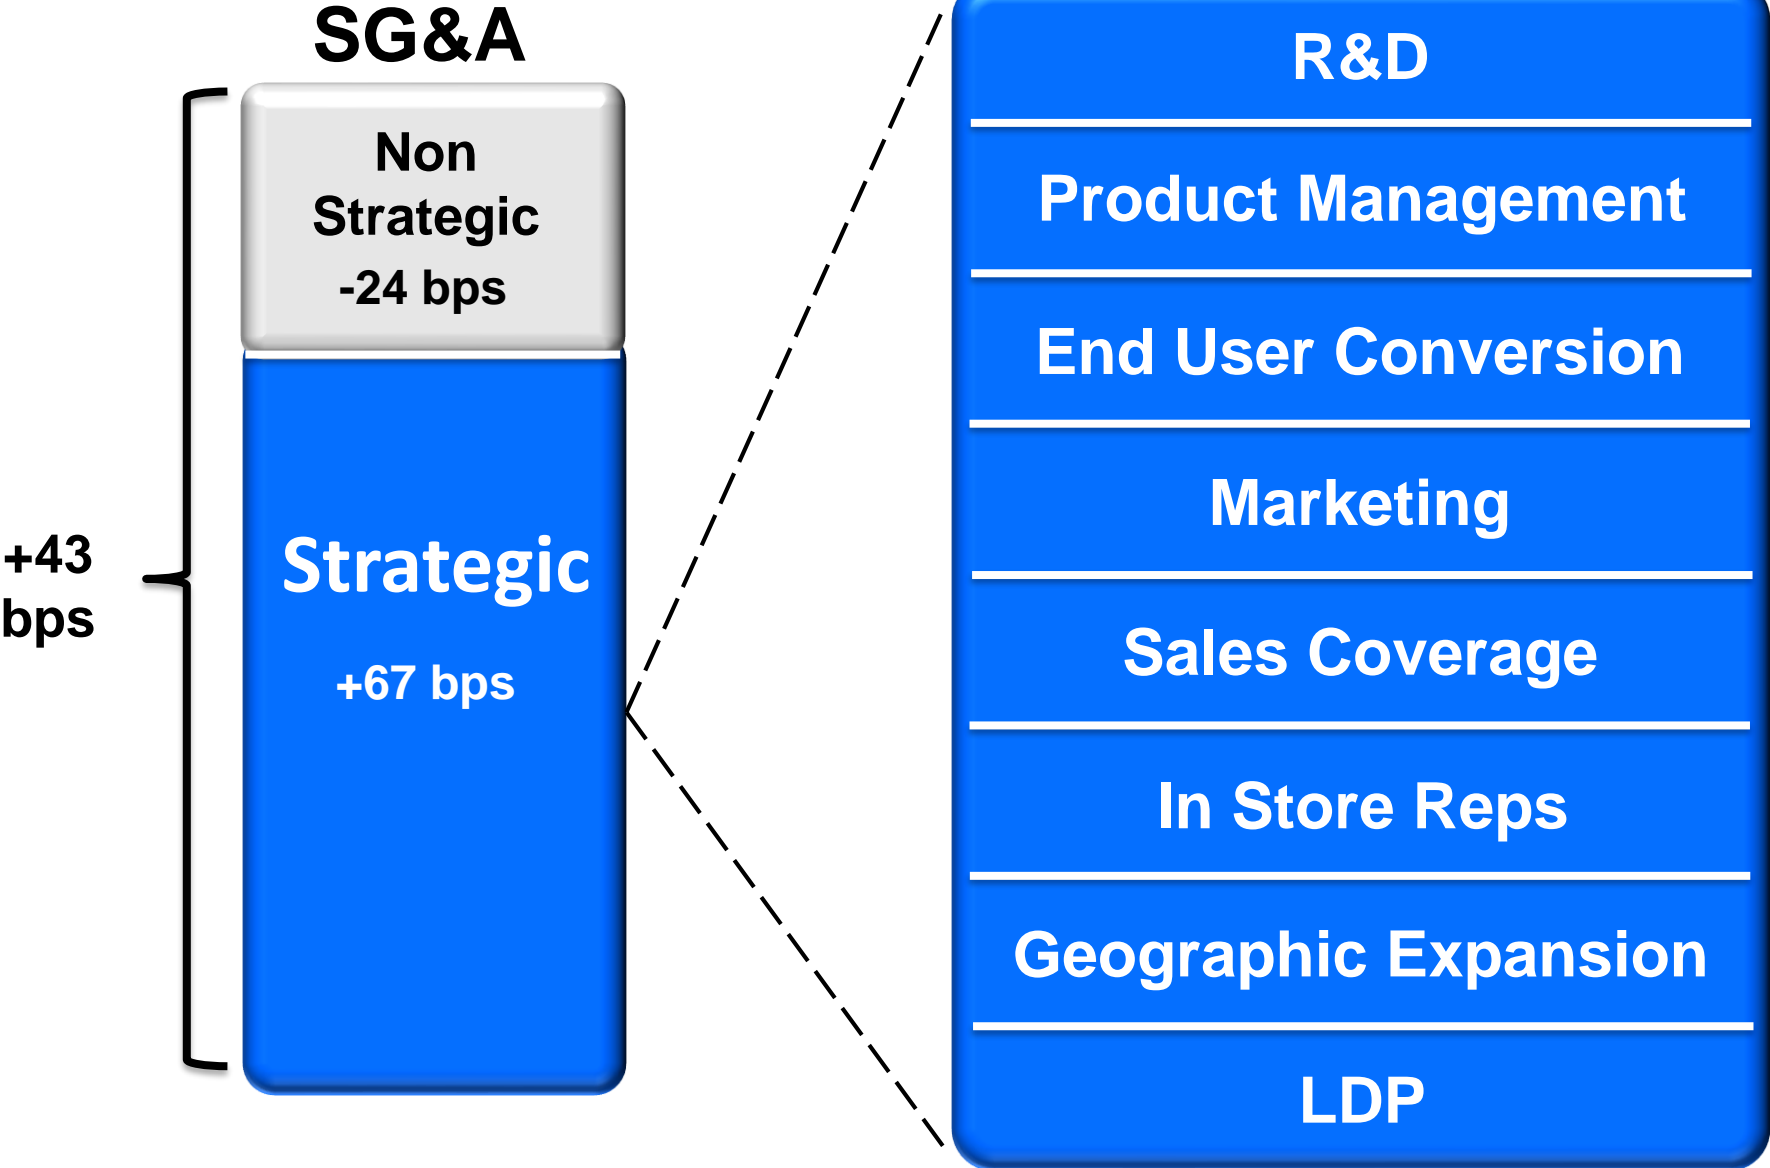 SG&A
Non
Strategic
-24 bps
Strategic
+67 bps
+43
bps
R&D
Product Management
End User Conversion
Marketing
Sales Coverage
In Store Reps
Geographic Expansion
LDP